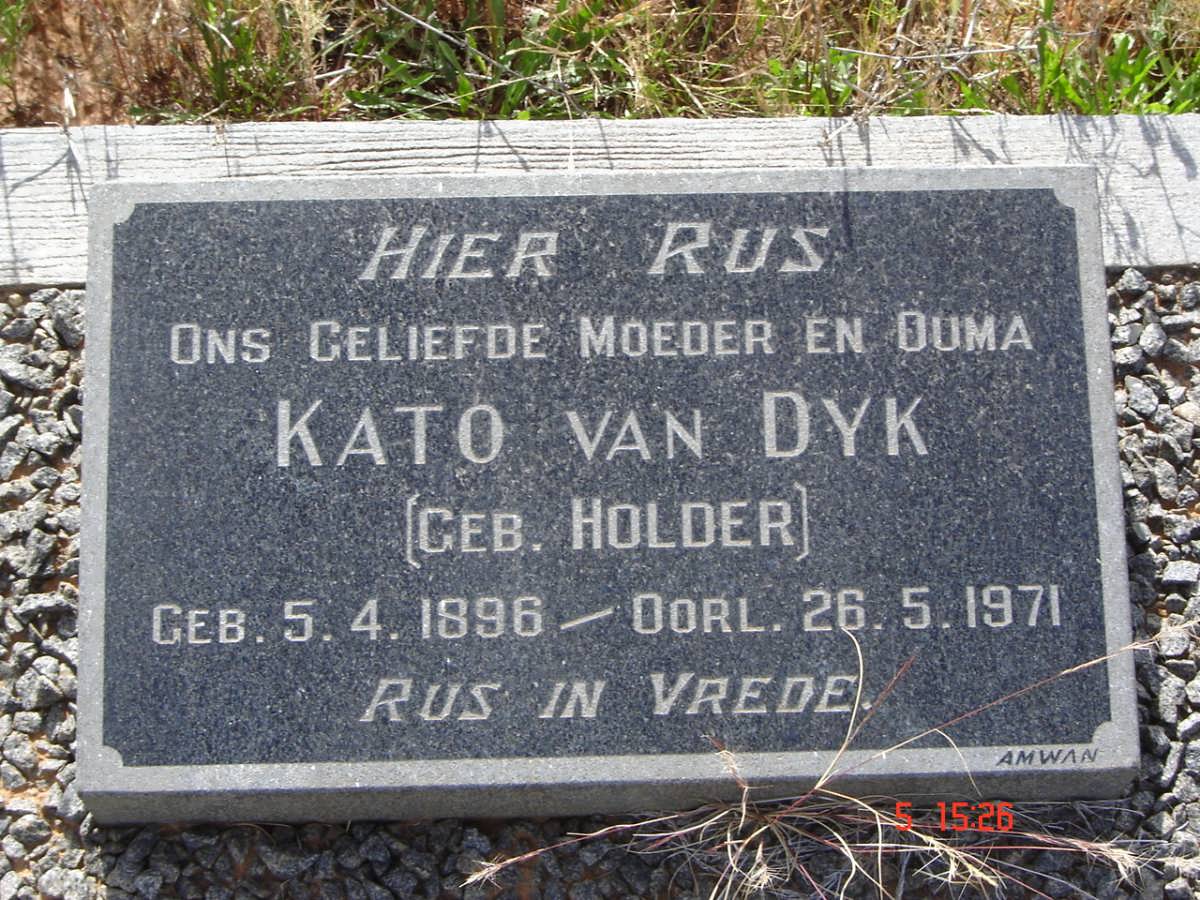 HIER RUS
ONS GELIEFDE MOEDER EN OUMA
KATO VAN DYK
(GEB. HOLDER)
GEB. 5. 4. 1896 — OORL. 26. 5. 1971
RUS IN VREDE.
AMWAN
5 15:26